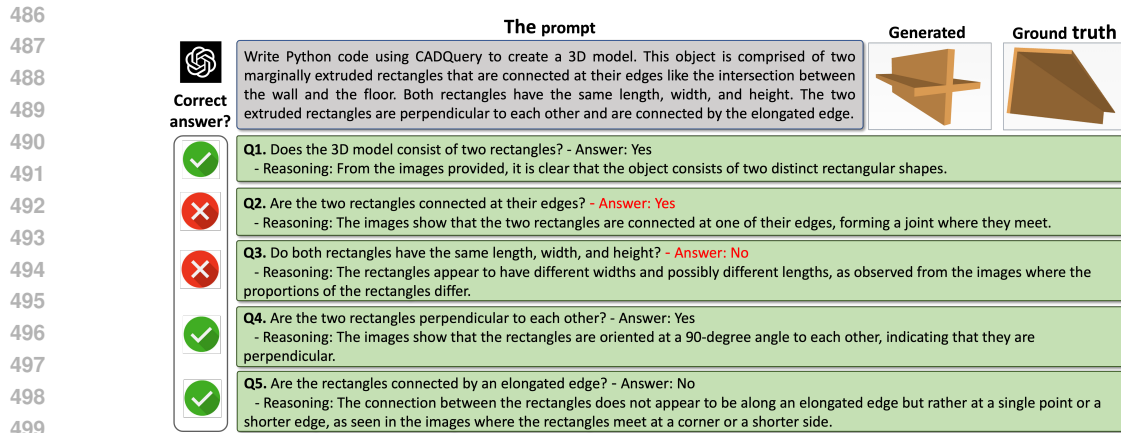 486
487
488
489
490
491
492
493
494
495
496
497
498
499
The prompt
Generated
Ground truth
Correct
answer?
Write Python code using CADQuery to create a 3D model. This object is comprised of two
marginally extruded rectangles that are connected at their edges like the intersection between
the wall and the floor. Both rectangles have the same length, width, and height. The two
extruded rectangles are perpendicular to each other and are connected by the elongated edge.
Q1. Does the 3D model consist of two rectangles? - Answer: Yes
- Reasoning: From the images provided, it is clear that the object consists of two distinct rectangular shapes.
Q2. Are the two rectangles connected at their edges? - Answer: Yes
- Reasoning: The images show that the two rectangles are connected at one of their edges, forming a joint where they meet.
Q3. Do both rectangles have the same length, width, and height? - Answer: No
- Reasoning: The rectangles appear to have different widths and possibly different lengths, as observed from the images where the
proportions of the rectangles differ.
Q4. Are the two rectangles perpendicular to each other? - Answer: Yes
- Reasoning: The images show that the rectangles are oriented at a 90-degree angle to each other, indicating that they are
perpendicular.
Q5. Are the rectangles connected by an elongated edge? - Answer: No
- Reasoning: The connection between the rectangles does not appear to be along an elongated edge but rather at a single point or a
shorter edge, as seen in the images where the rectangles meet at a corner or a shorter side.